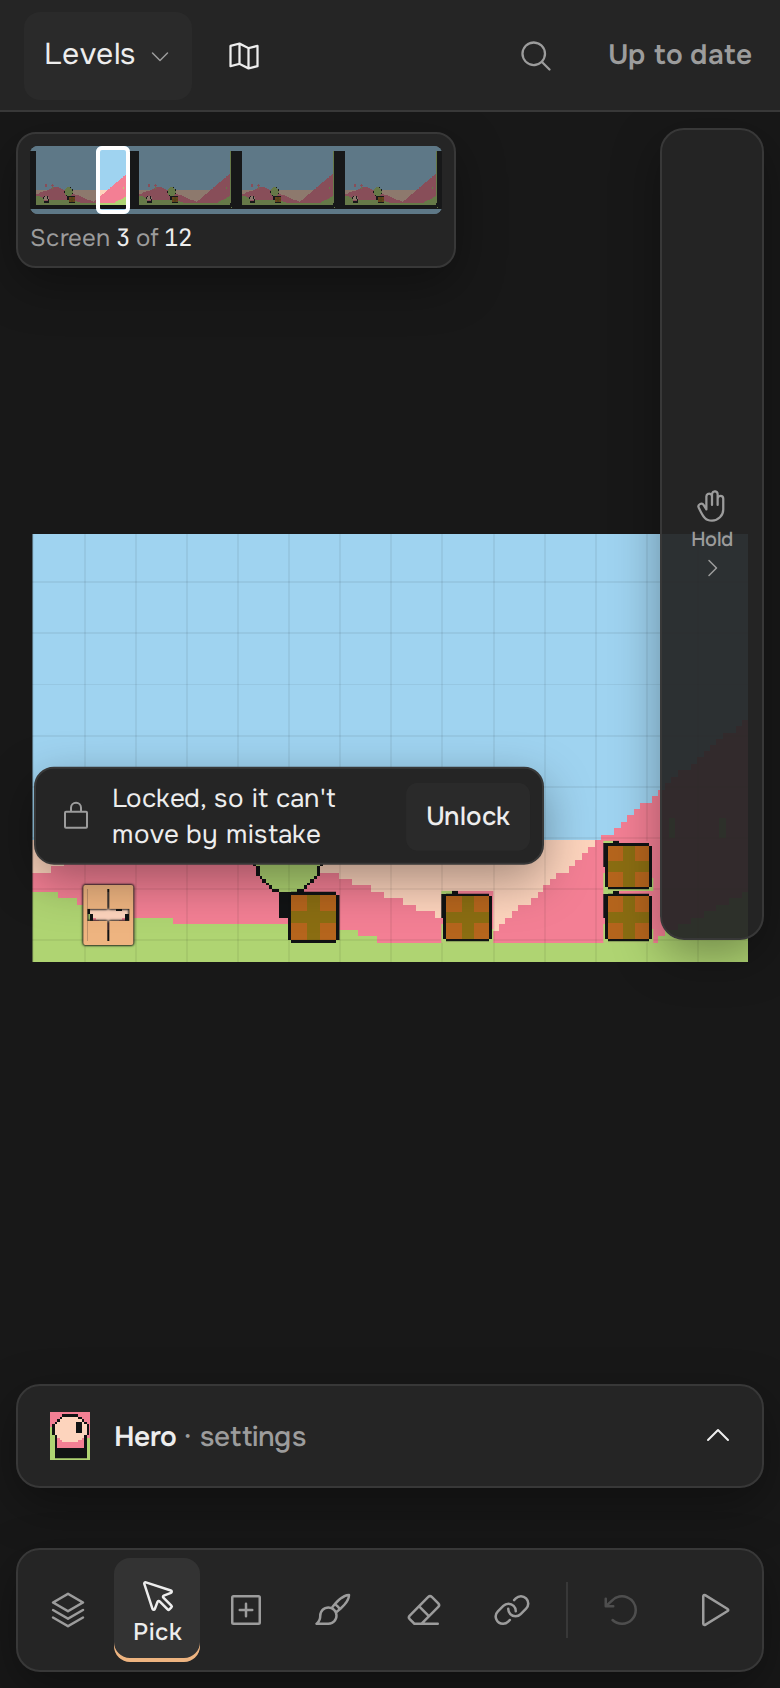 Levels
Up to date
Screen 3 of 12
Hold
Locked, so it can't
move by mistake
Unlock
Hero · settings
Pick